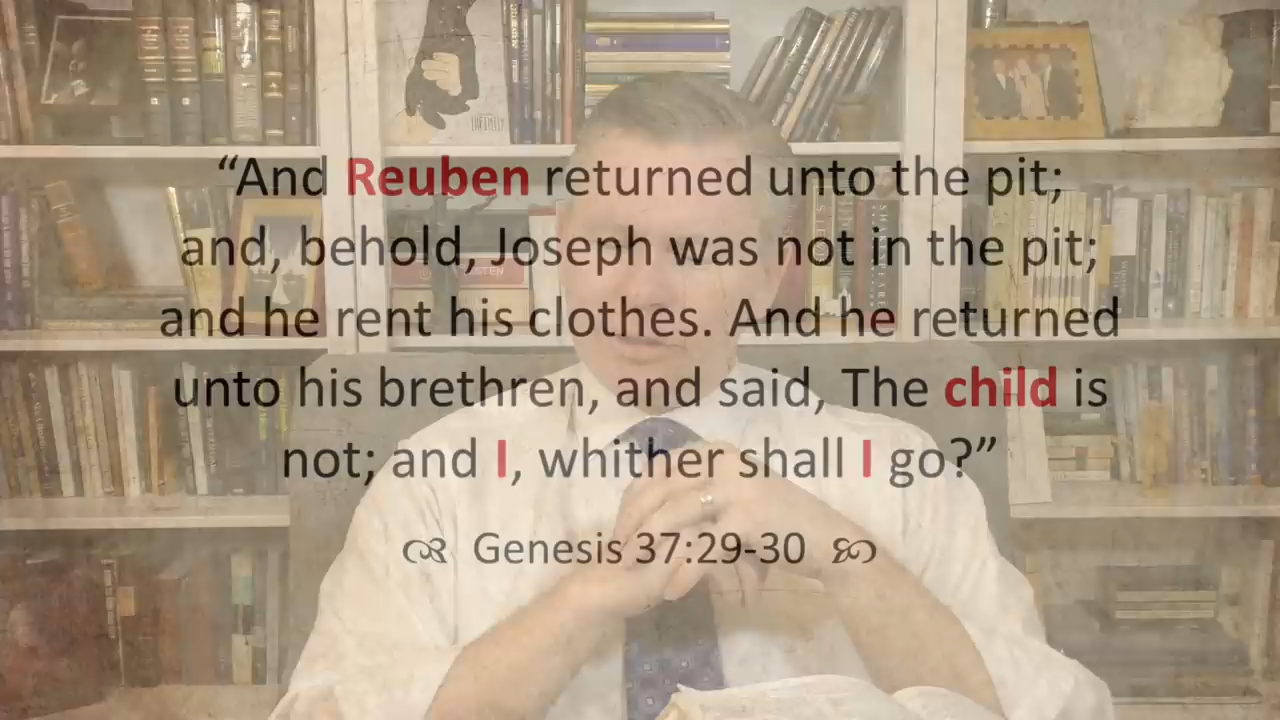 “And Reuben returned unto the pit;
and, behold, Joseph was not in the pit;
and he rent his clothes. And he returned
unto his brethren, and said, The child is
not; and I, whither shall I go?”
Genesis 37:29-30
INFINITY